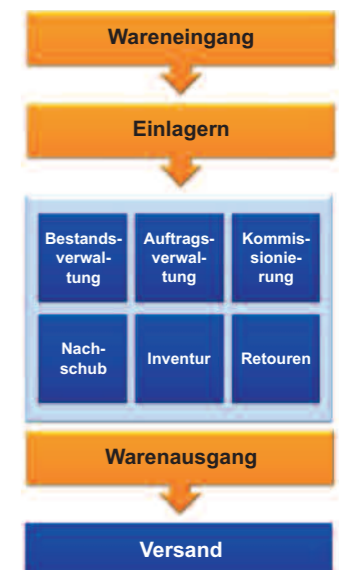 Wareneingang
Einlagern
Bestands-
verwal-
tung
Auftrags-
verwal-
tung
Kommis-
sionie-
rung
Nach-
schub
Inventur
Retouren
Warenausgang
Versand